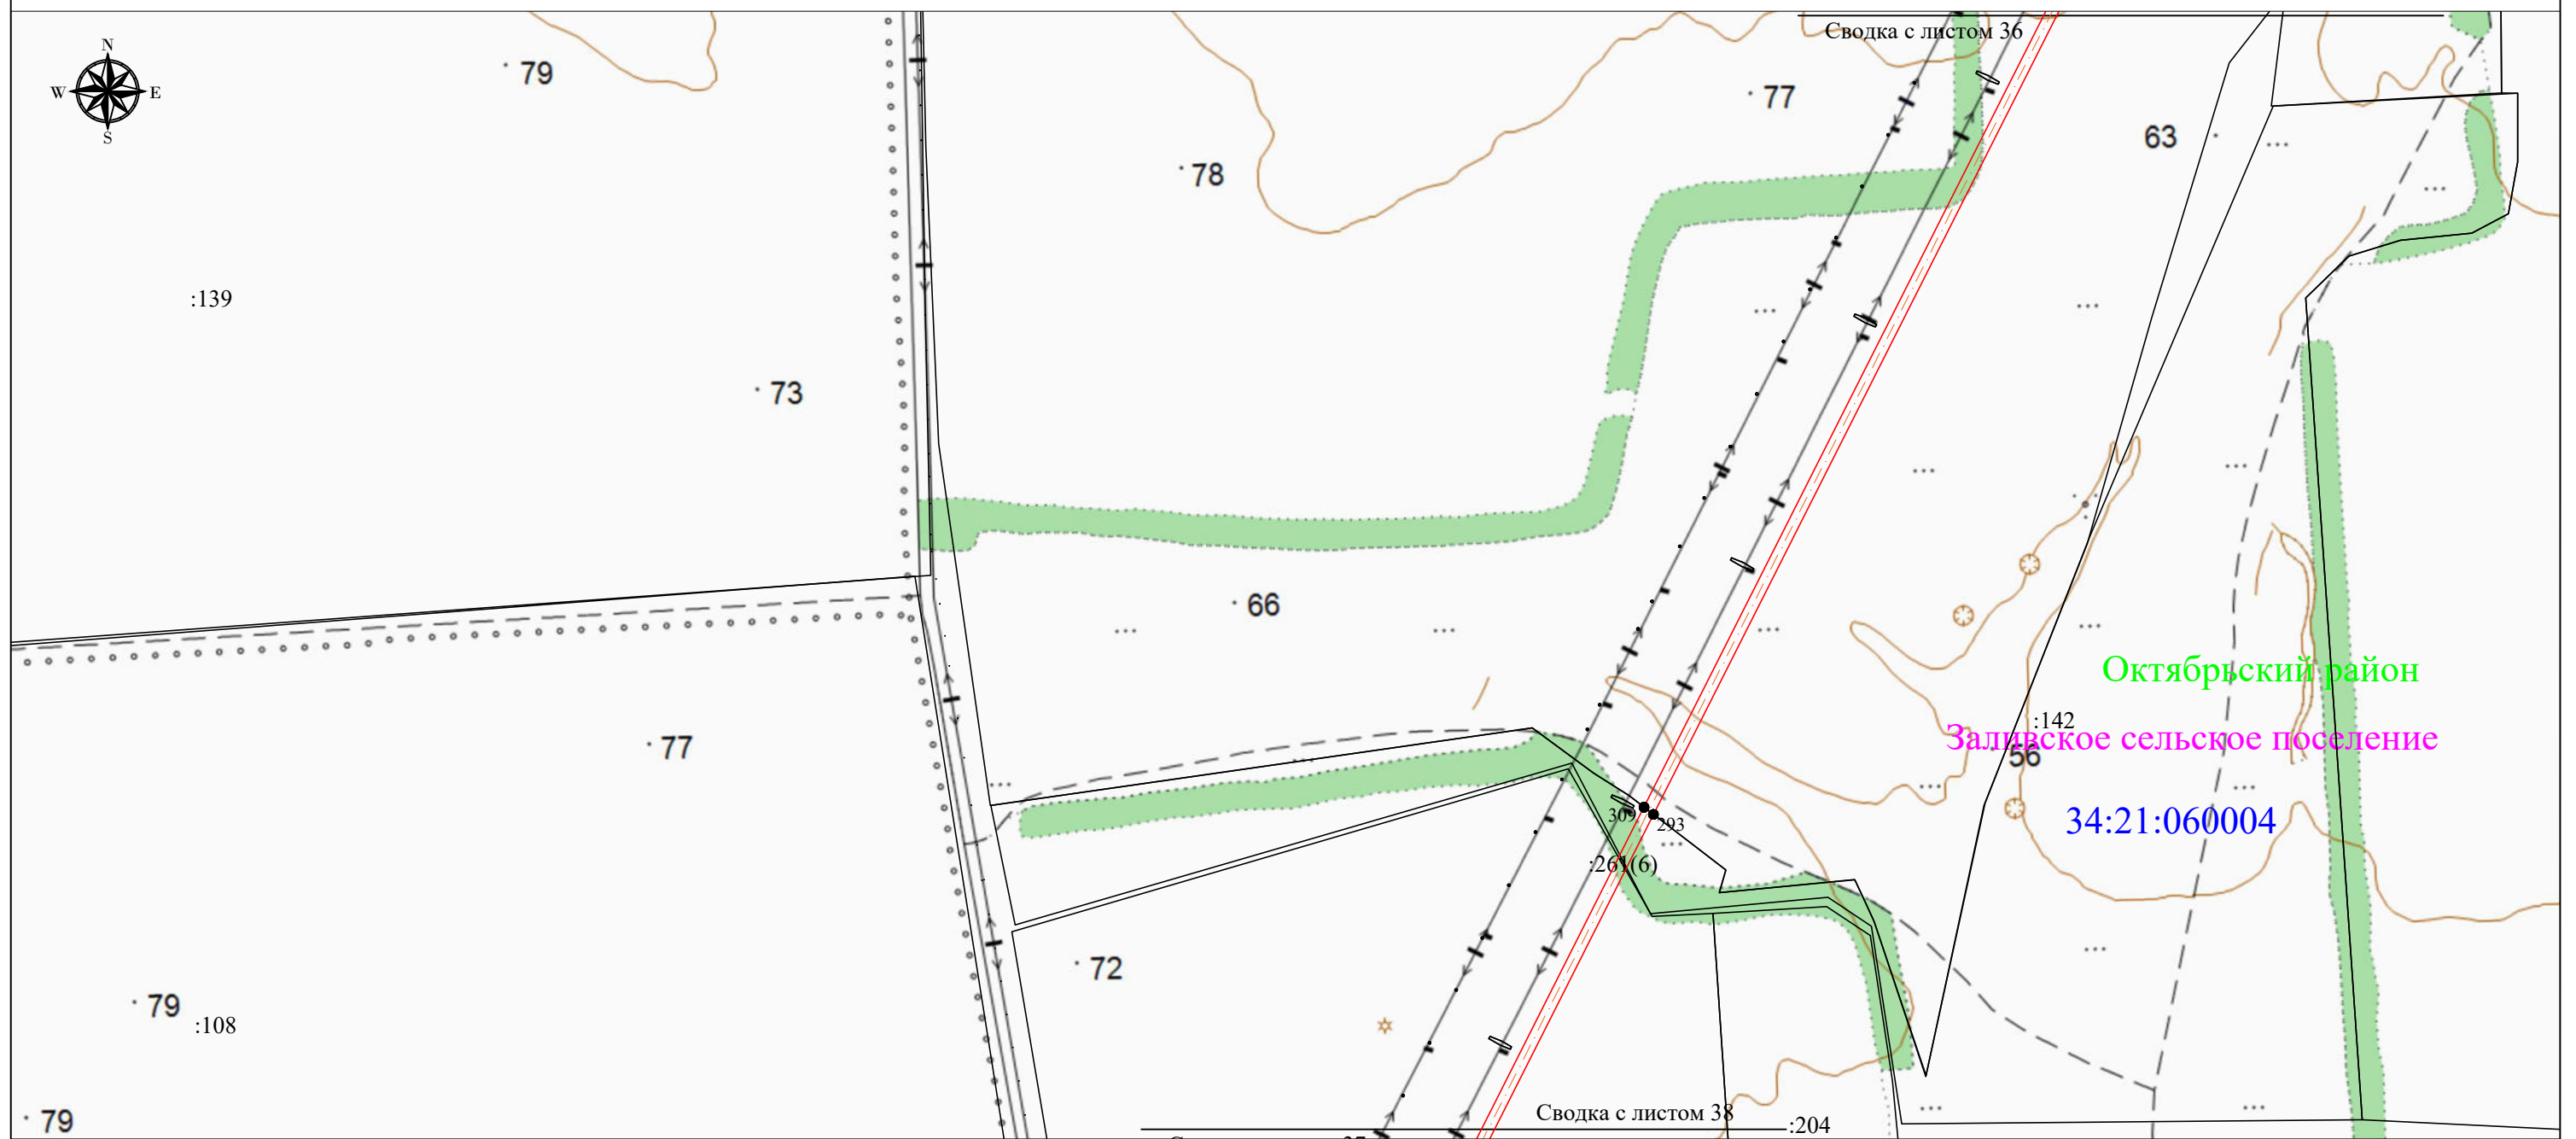 Сводка с листом 36
N
79
W E
77
S
63
78
:139
73
66
Октябрьский район
:142
Заливское сельское поселение
77
56
309
34:21:060004
293
:261(6)
72
79
:108
Сводка с листом 38
79
:204